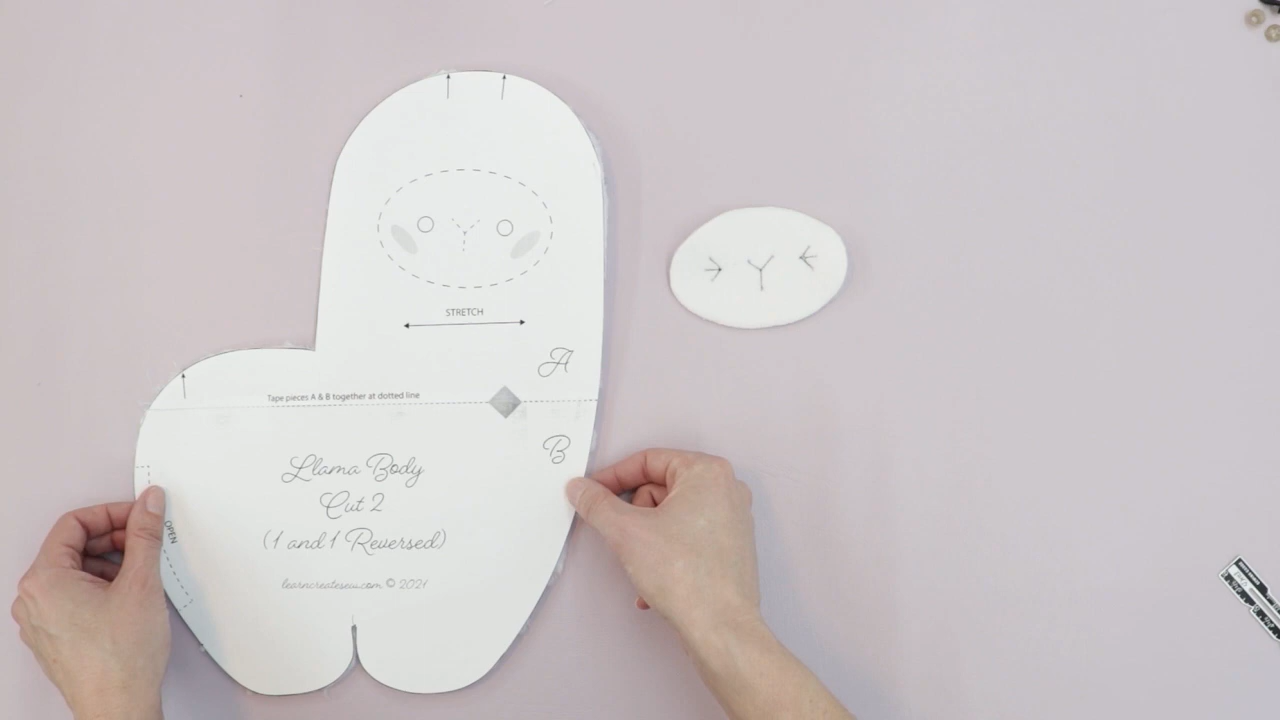 STRETCH
A
Tape pieces A & B together at dotted line
B
Llama Body
Cut 2
(1 and 1 Reversed)
OPEN
learncreatesew.com © 2021